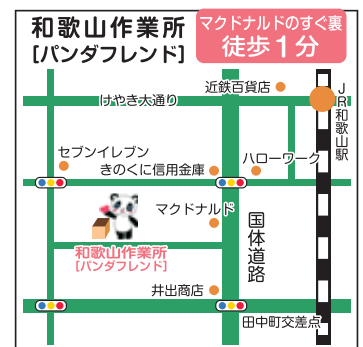 和歌山作業所
[パンダフレンド]
マクドナルドのすぐ裏
徒歩1分
近鉄百貨店
JR和歌山駅
けやき大通り
セブンイレブン
きのくに信用金庫
ハローワーク
マクドナルド
国体道路
和歌山作業所
[パンダフレンド]
井出商店
田中町交差点